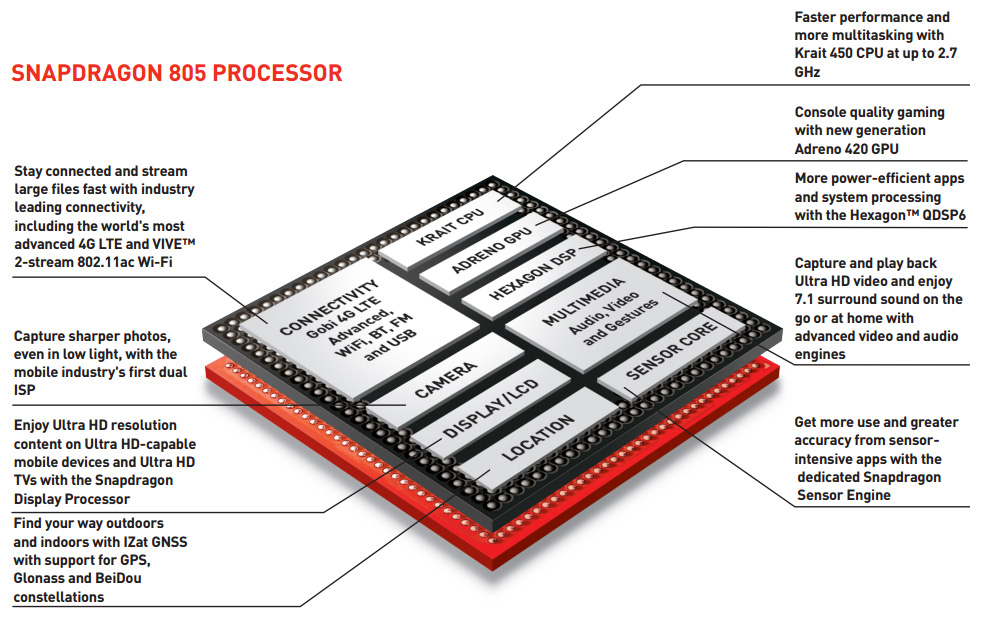 SNAPDRAGON 805 PROCESSOR
Stay connected and stream
large files fast with industry
leading connectivity,
including the world's most
advanced 4G LTE and VIVE™
2-stream 802.11ac Wi-Fi
Capture sharper photos,
even in low light, with the
mobile industry's first dual
ISP
Enjoy Ultra HD resolution
content on Ultra HD-capable
mobile devices and Ultra HD
TVs with the Snapdragon
Display Processor
Find your way outdoors
and indoors with IZat GNSS
with support for GPS,
Glonass and BeiDou
constellations
KRAIT CPU
ADRENO GPU
HEXAGON DSP
CONNECTIVITY
Gobi 4G LTE
Advanced,
WiFi, BT, FM
and USB
MULTIMEDIA
Audio, Video
and Gestures
SENSOR CORE
CAMERA
DISPLAY/LCD
LOCATION
Faster performance and
more multitasking with
Krait 450 CPU at up to 2.7
GHz
Console quality gaming
with new generation
Adreno 420 GPU
More power-efficient apps
and system processing
with the Hexagon™ QDSP6
Capture and play back
Ultra HD video and enjoy
7.1 surround sound on the
go or at home with
advanced video and audio
engines
Get more use and greater
accuracy from sensor-
intensive apps with the
dedicated Snapdragon
Sensor Engine